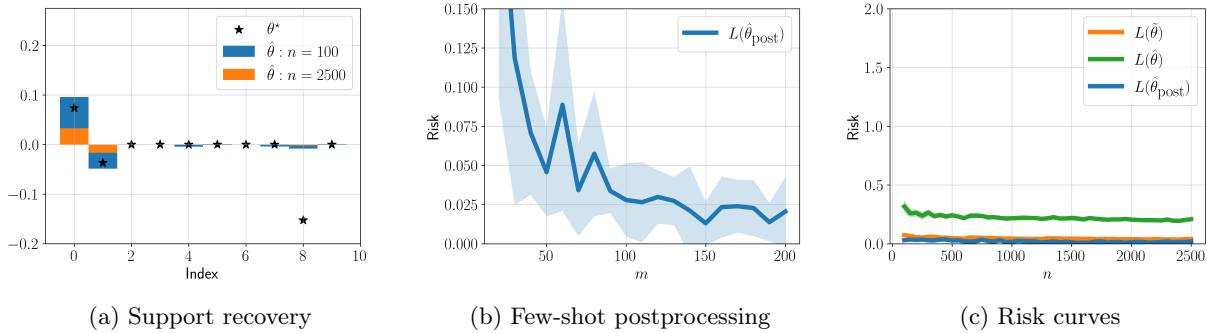 0.2
0.1
0.0
−0.1
−0.2
0
2
4
6
8
10
Index
θ⋆
θ̂ : n = 100
θ̂ : n = 2500
(a) Support recovery
0.150
0.125
0.100
0.075
0.050
0.025
0.000
Risk
50
100
150
200
m
L(θ̂post)
(b) Few-shot postprocessing
2.0
1.5
1.0
0.5
0.0
Risk
0
500
1000
1500
2000
2500
n
L(θ̃)
L(θ̂)
L(θ̂post)
(c) Risk curves